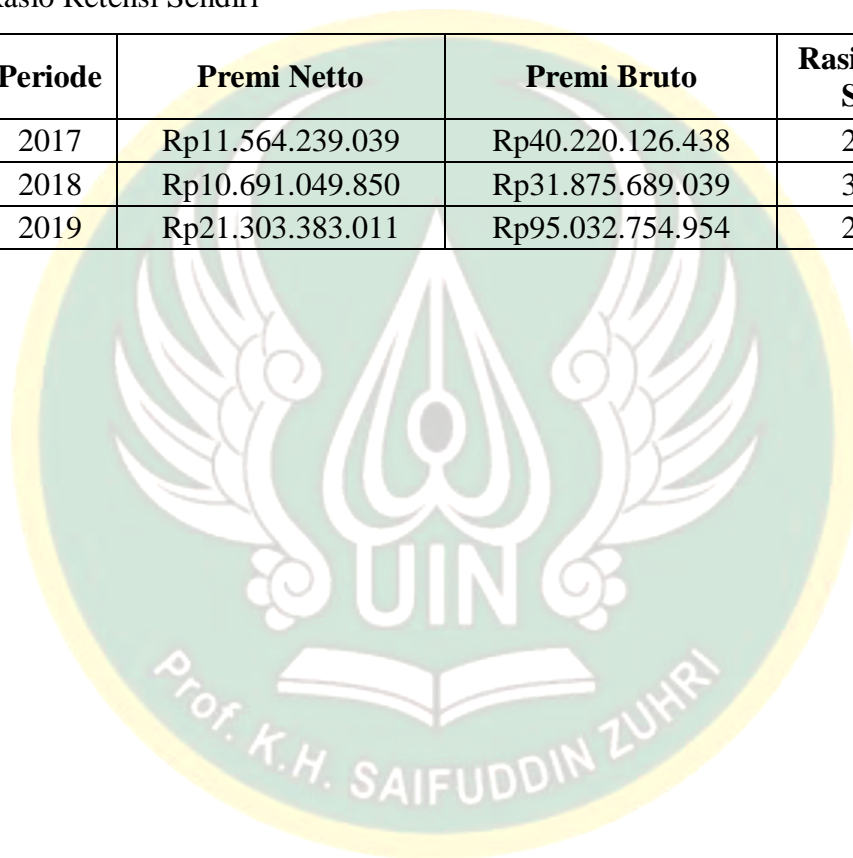 Rasio Retensi Sendiri
Periode Premi Netto Premi Bruto
2017 Rp11.564.239.039 Rp40.220.126.438
2018 Rp10.691.049.850 Rp31.875.689.039
2019 Rp21.303.383.011 Rp95.032.754.954
UIN
Prof. K.H. SAIFUDDIN ZUHRI